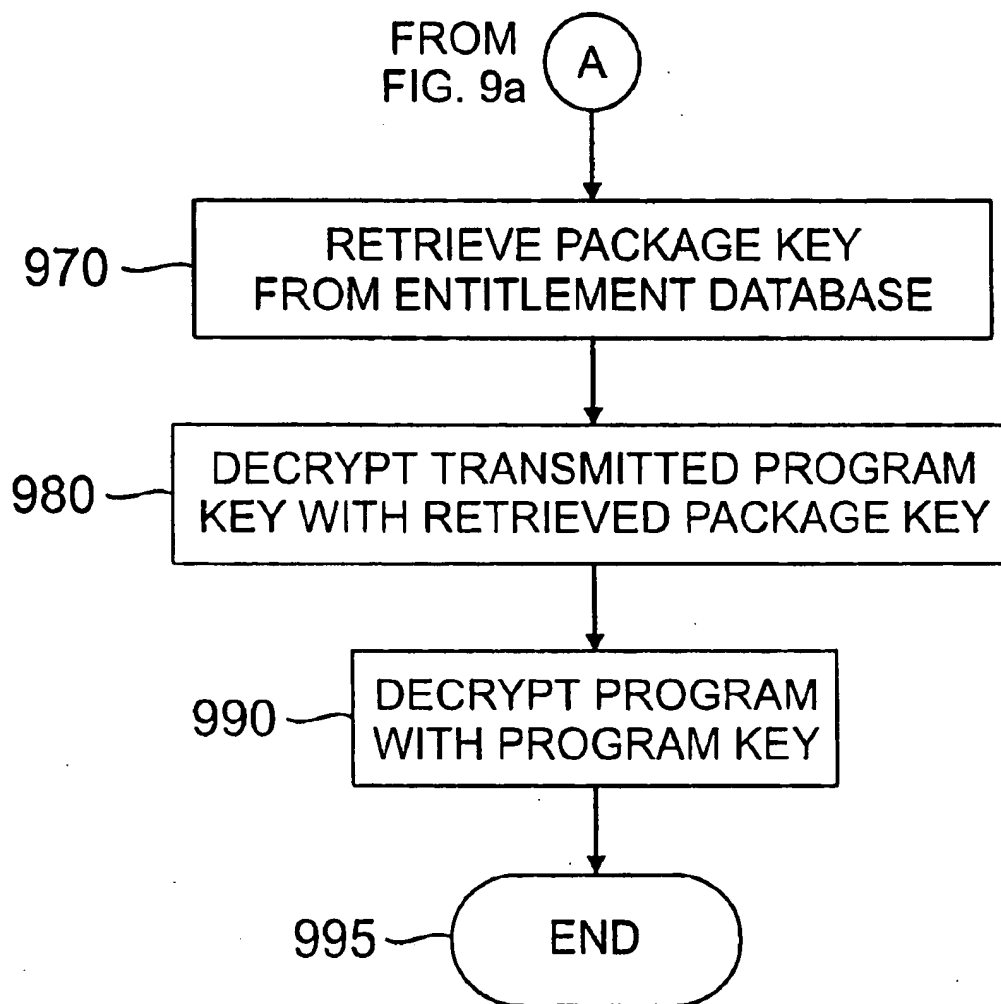 FROM
FIG. 9a
A
970
RETRIEVE PACKAGE KEY
FROM ENTITLEMENT DATABASE
980
DECRYPT TRANSMITTED PROGRAM
KEY WITH RETRIEVED PACKAGE KEY
990
DECRYPT PROGRAM
WITH PROGRAM KEY
995
END